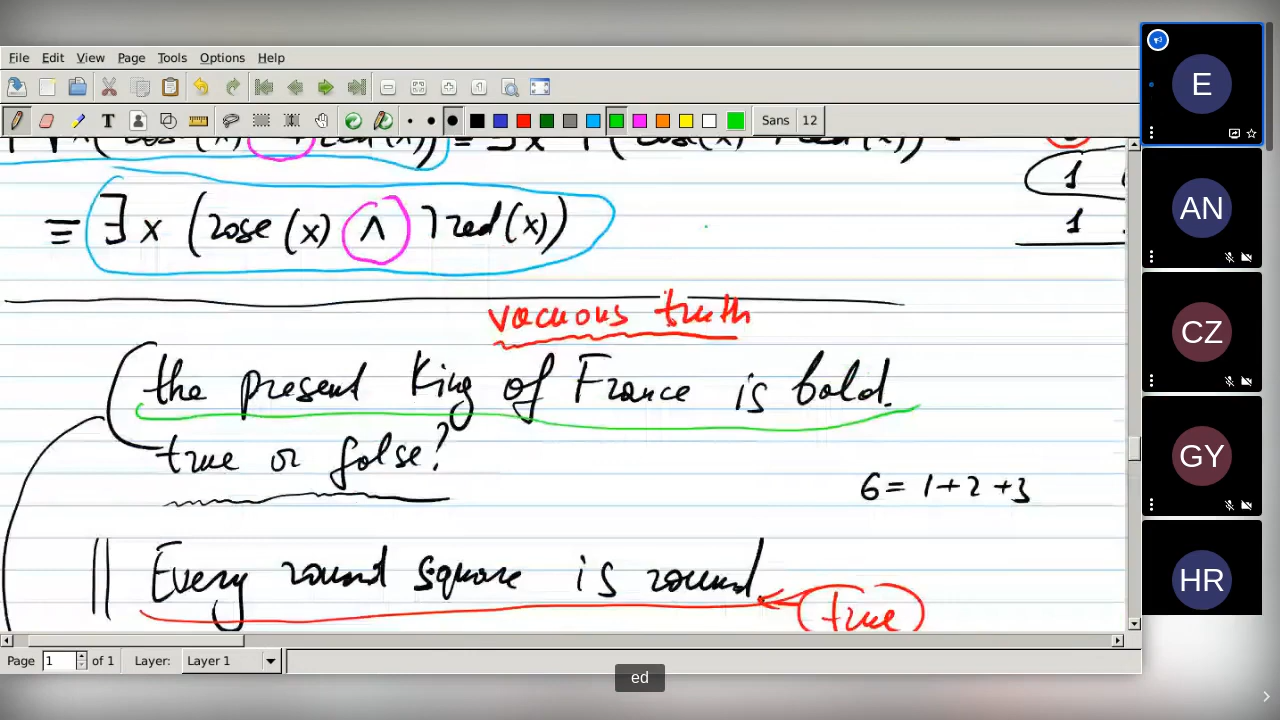 File Edit View Page Tools Options Help
Sans 12
≡ ∃x (rose(x) ∧ ¬red(x))
1
1
vacuous truth
the present King of France is bald.
true or false?
6 = 1+2+3
|| Every round square is round.
true
Page 1 of 1 Layer: Layer 1
ed
E
AN
CZ
GY
HR